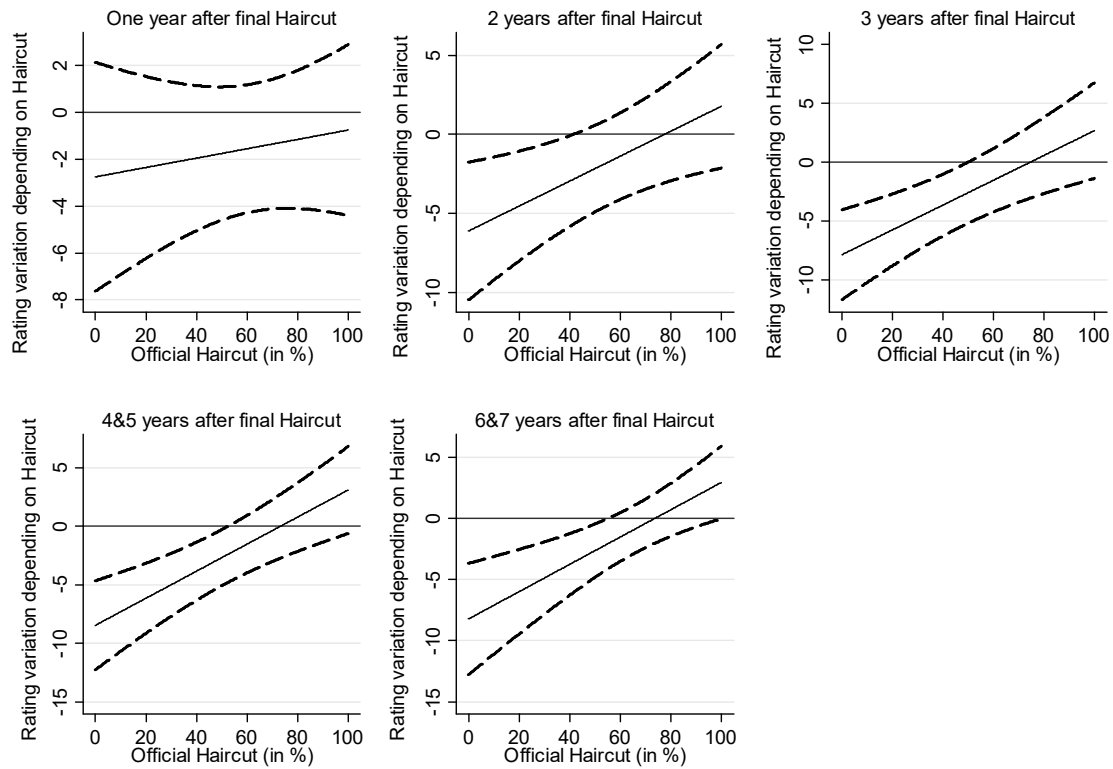 One year after final Haircut
Rating variation depending on Haircut
2
0
-2
-4
-6
-8
0 20 40 60 80 100
Official Haircut (in %)
2 years after final Haircut
Rating variation depending on Haircut
5
0
-5
-10
0 20 40 60 80 100
Official Haircut (in %)
3 years after final Haircut
Rating variation depending on Haircut
10
5
0
-5
-10
0 20 40 60 80 100
Official Haircut (in %)
4&5 years after final Haircut
Rating variation depending on Haircut
5
0
-5
-10
-15
0 20 40 60 80 100
Official Haircut (in %)
6&7 years after final Haircut
Rating variation depending on Haircut
5
0
-5
-10
-15
0 20 40 60 80 100
Official Haircut (in %)